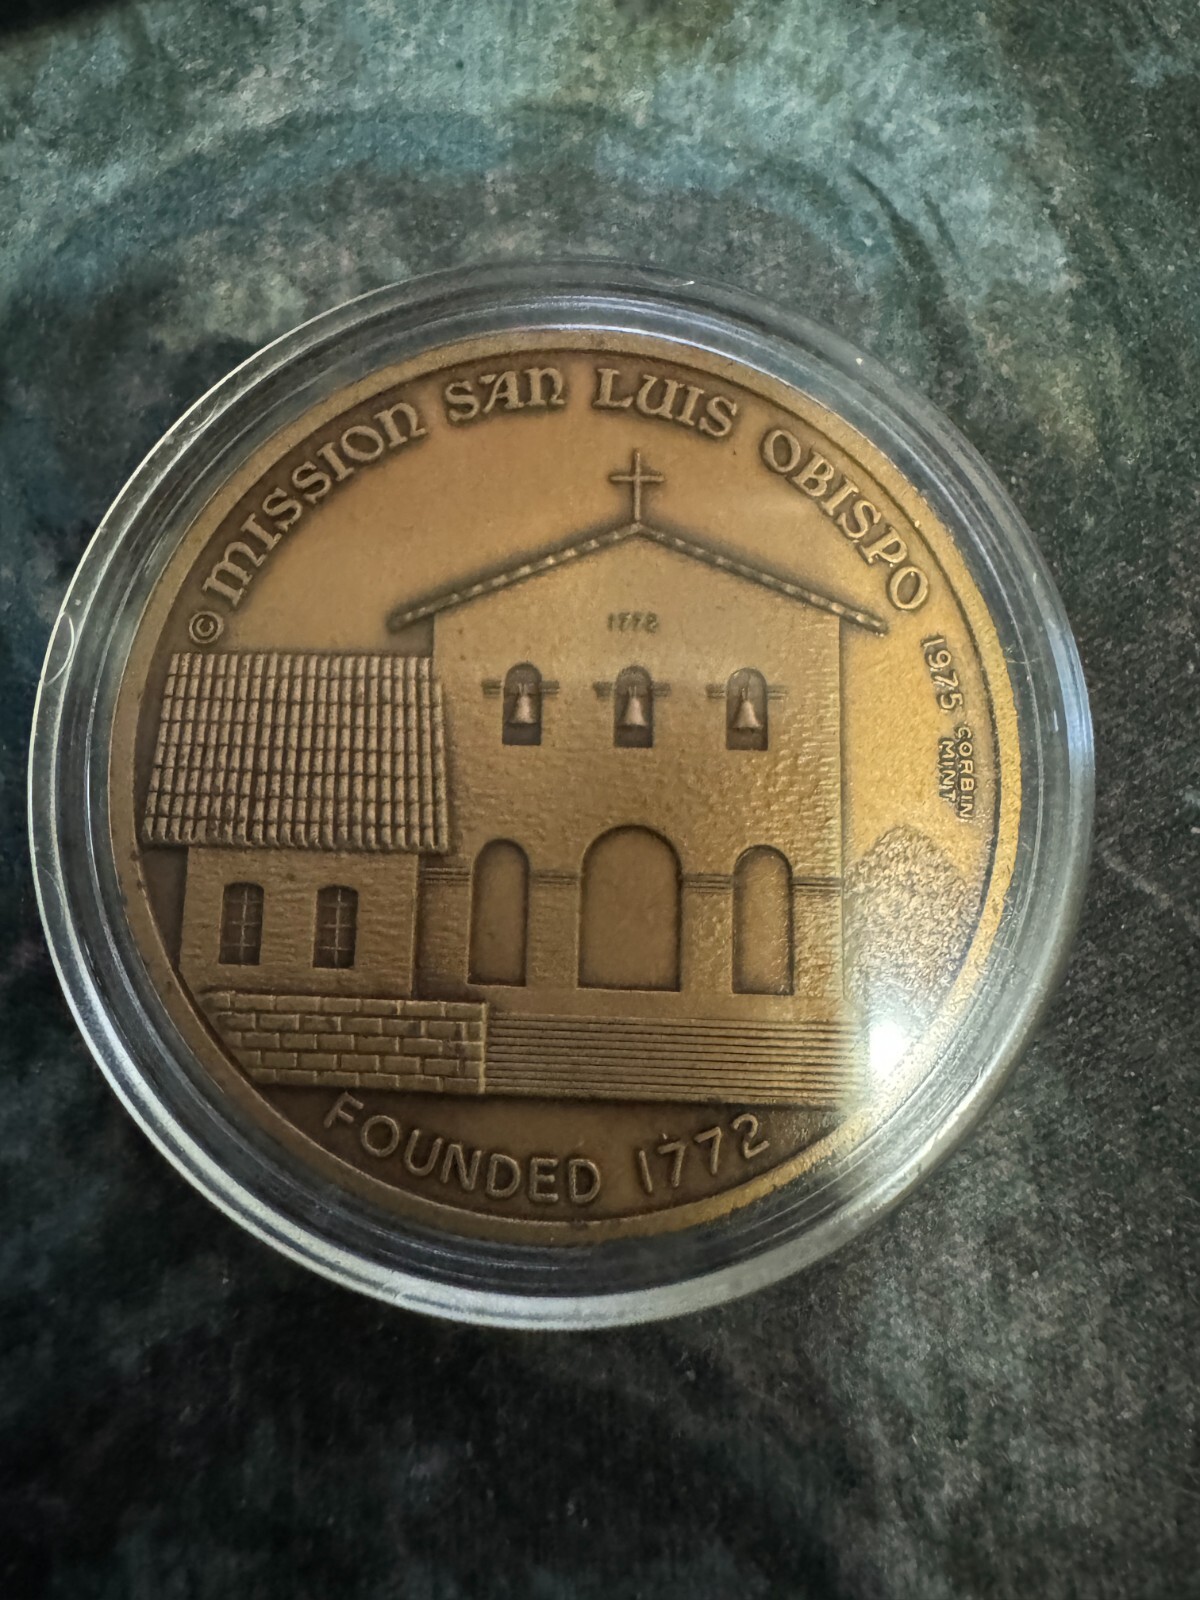 © MISSION SAN LUIS OBISPO
1975 CORBIN
MINT
1772
FOUNDED 1772